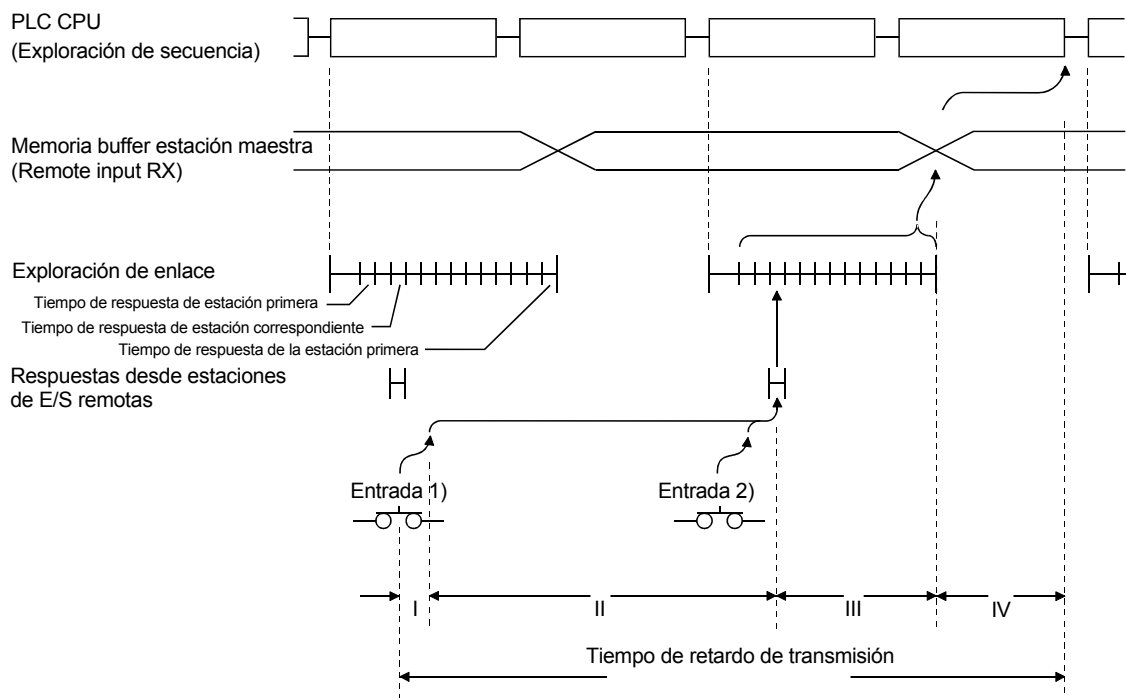 PLC CPU
(Exploración de secuencia)
Memoria buffer estación maestra
(Remote input RX)
Exploración de enlace
Tiempo de respuesta de estación primera
Tiempo de respuesta de estación correspondiente
Tiempo de respuesta de la estación primera
Respuestas desde estaciones
de E/S remotas
Entrada 1)
Entrada 2)
I
II
III
IV
Tiempo de retardo de transmisión